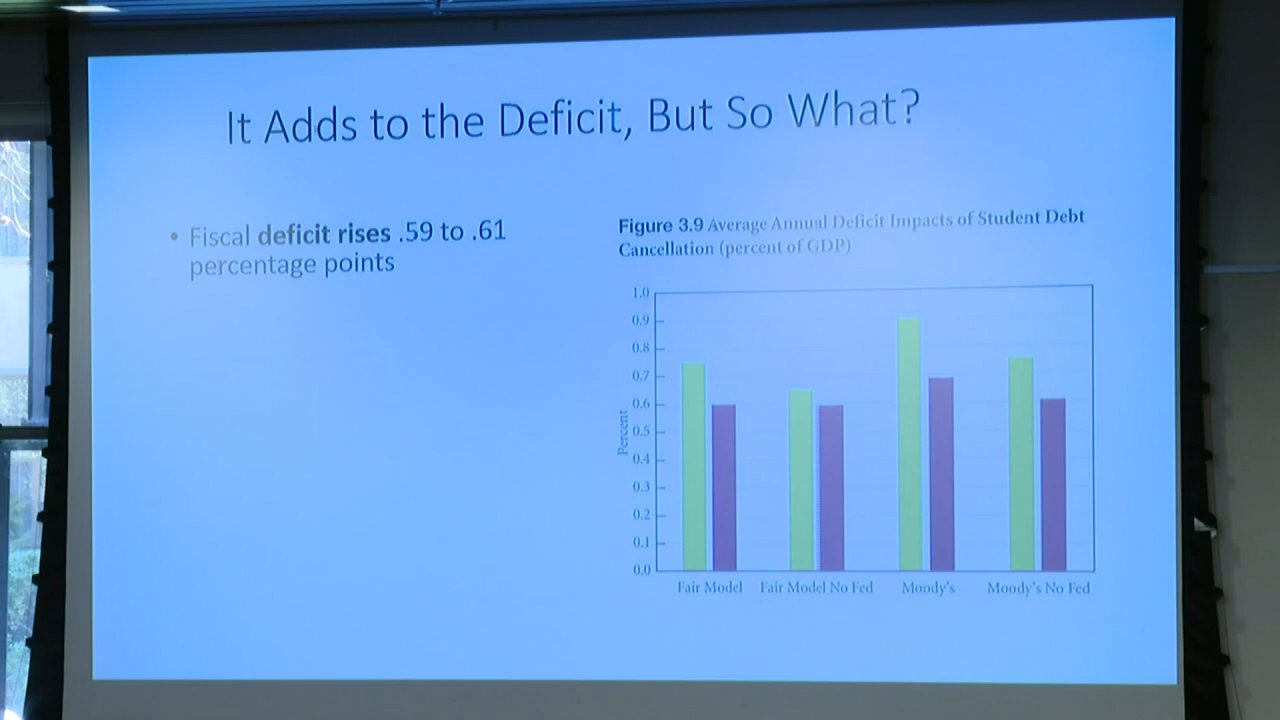 It Adds to the Deficit, But So What?
• Fiscal deficit rises .59 to .61
percentage points
Figure 3.9 Average Annual Deficit Impacts of Student Debt
Cancellation (percent of GDP)
1.0
0.9
0.8
0.7
0.6
0.5
0.4
0.3
0.2
0.1
0.0
Percent
Fair Model Fair Model No Fed Moody's Moody's No Fed